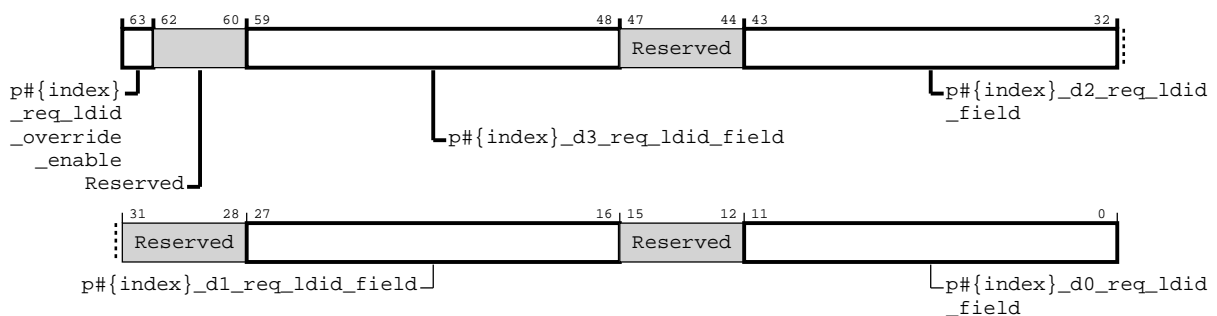 63 62 60 59 48 47 44 43 32
Reserved
p#{index}
_req_ldid
_override
_enable
Reserved
p#{index}_d3_req_ldid_field
p#{index}_d2_req_ldid
_field
31 28 27 16 15 12 11 0
Reserved Reserved
p#{index}_d1_req_ldid_field
p#{index}_d0_req_ldid
_field